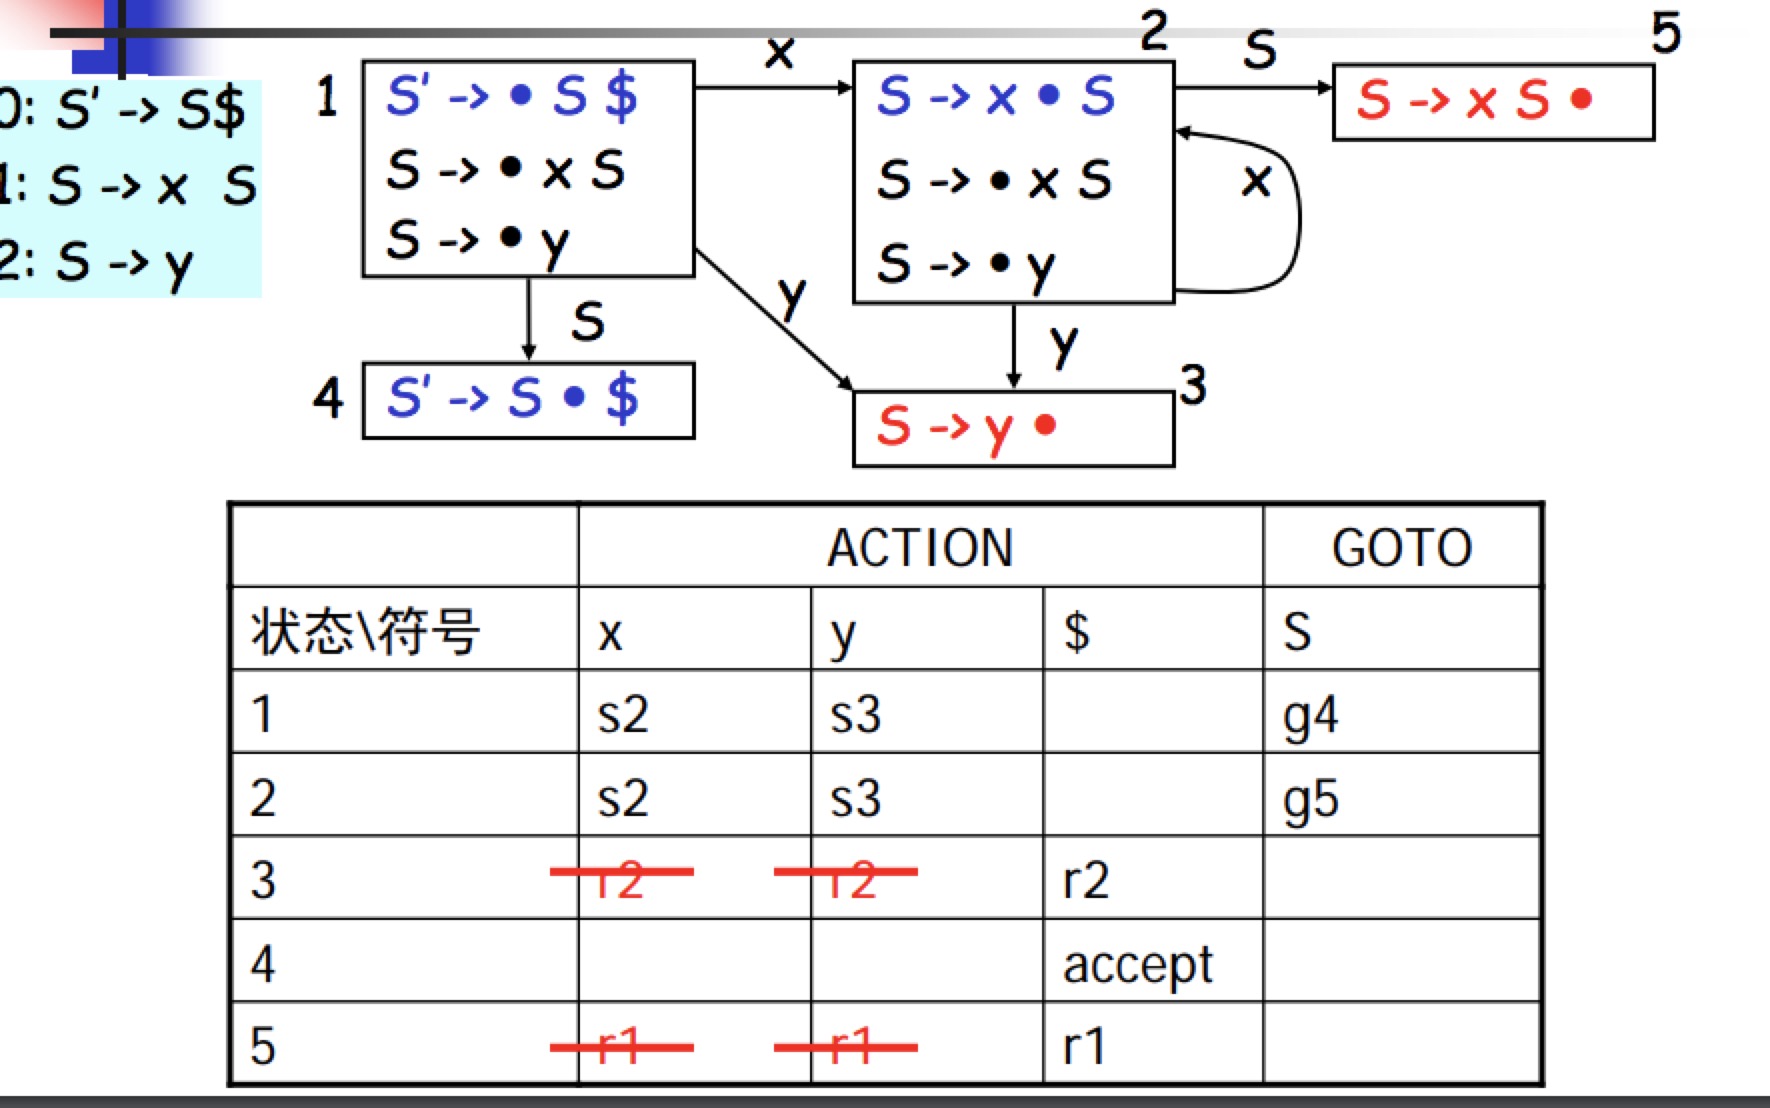 0: S' -> S$
1: S -> x S
2: S -> y
1
S' -> • S $
S -> • x S
S -> • y
x
2
S -> x • S
S -> • x S
S -> • y
S
5
S -> x S •
x
S
y
y
4
S' -> S • $
3
S -> y •
ACTION GOTO
状态\符号 x y $ S
1 s2 s3 g4
2 s2 s3 g5
3 r2 r2 r2
4 accept
5 r1 r1 r1